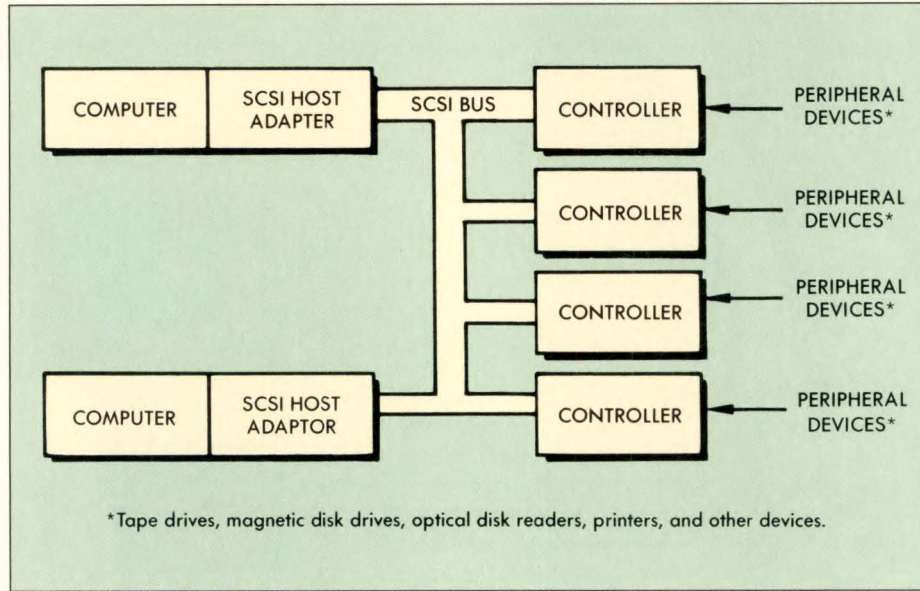 COMPUTER
SCSI HOST
ADAPTER
SCSI BUS
CONTROLLER
PERIPHERAL
DEVICES*
CONTROLLER
PERIPHERAL
DEVICES*
CONTROLLER
PERIPHERAL
DEVICES*
COMPUTER
SCSI HOST
ADAPTOR
CONTROLLER
PERIPHERAL
DEVICES*
*Tape drives, magnetic disk drives, optical disk readers, printers, and other devices.